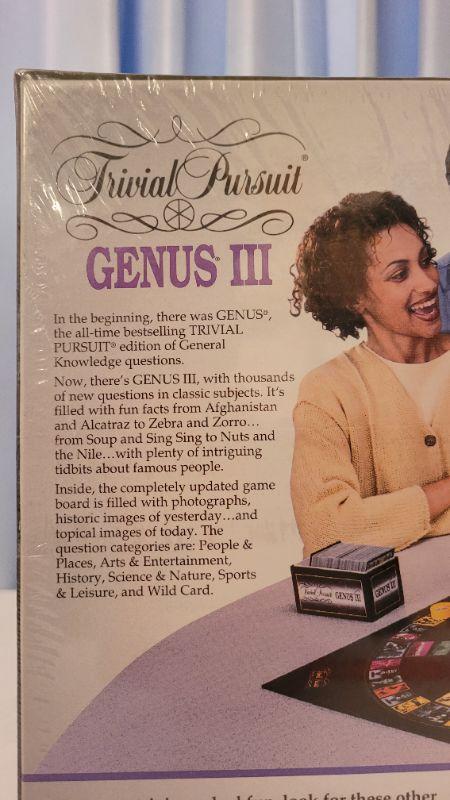 Trivial Pursuit®
GENUS® III
In the beginning, there was GENUS®,
the all-time bestselling TRIVIAL
PURSUIT® edition of General
Knowledge questions.
Now, there's GENUS III, with thousands
of new questions in classic subjects. It's
filled with fun facts from Afghanistan
and Alcatraz to Zebra and Zorro...
from Soup and Sing Sing to Nuts and
the Nile...with plenty of intriguing
tidbits about famous people.
Inside, the completely updated game
board is filled with photographs,
historic images of yesterday...and
topical images of today. The
question categories are: People &
Places, Arts & Entertainment,
History, Science & Nature, Sports
& Leisure, and Wild Card.
Trivial Pursuit GENUS III
GENUS III
look for these other